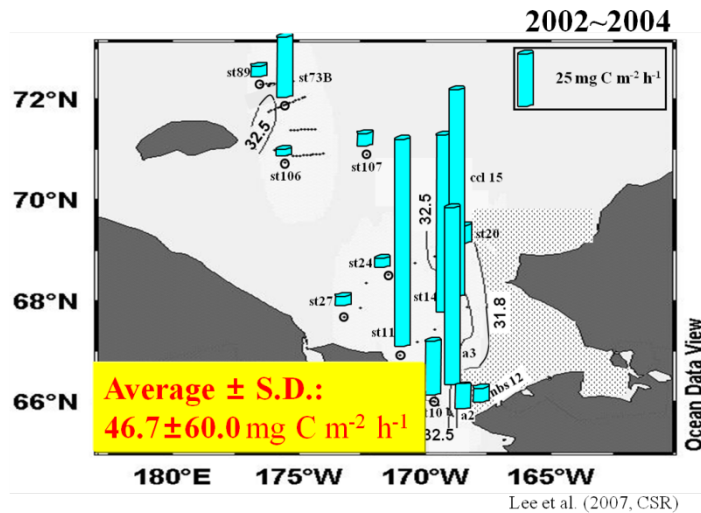 2002~2004
25 mg C m⁻² h⁻¹
st89
st73B
72°N
32.5
st106
st107
ccl 15
70°N
32.5
st20
st24
68°N
st27
st14
31.8
st11
a3
Average ± S.D.:
46.7±60.0 mg C m⁻² h⁻¹
nbs 12
66°N
a2
32.5
180°E
175°W
170°W
165°W
Ocean Data View
Lee et al. (2007, CSR)